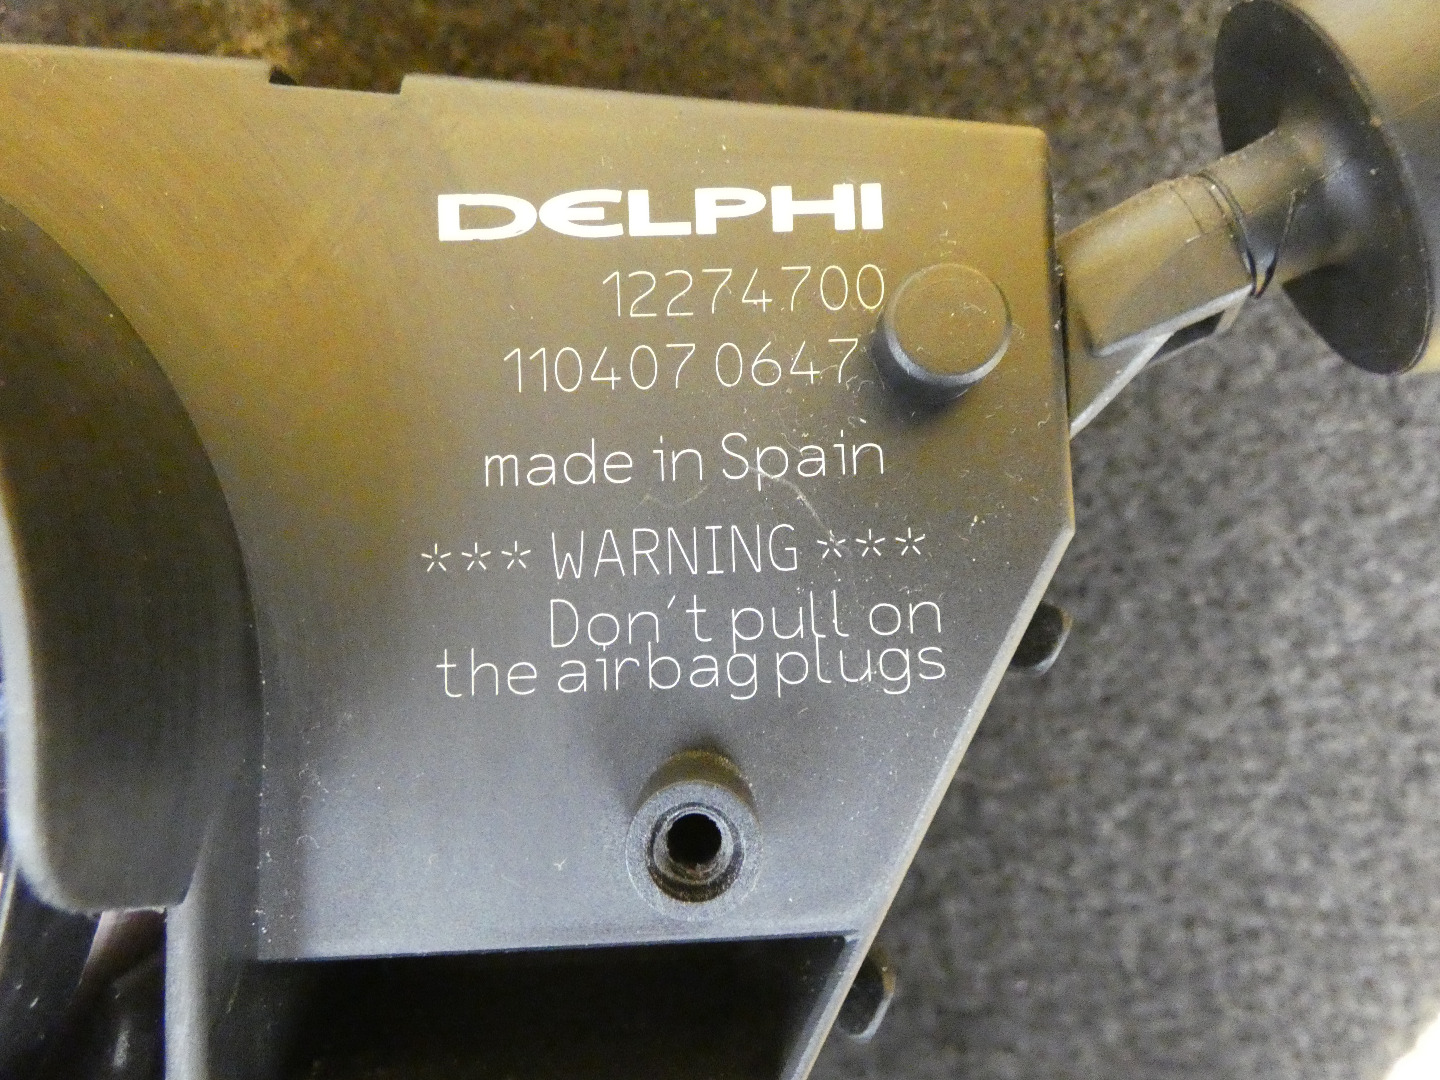 DELPHI
12274700
110407 0647
made in Spain
*** WARNING ***
Don't pull on
the airbag plugs